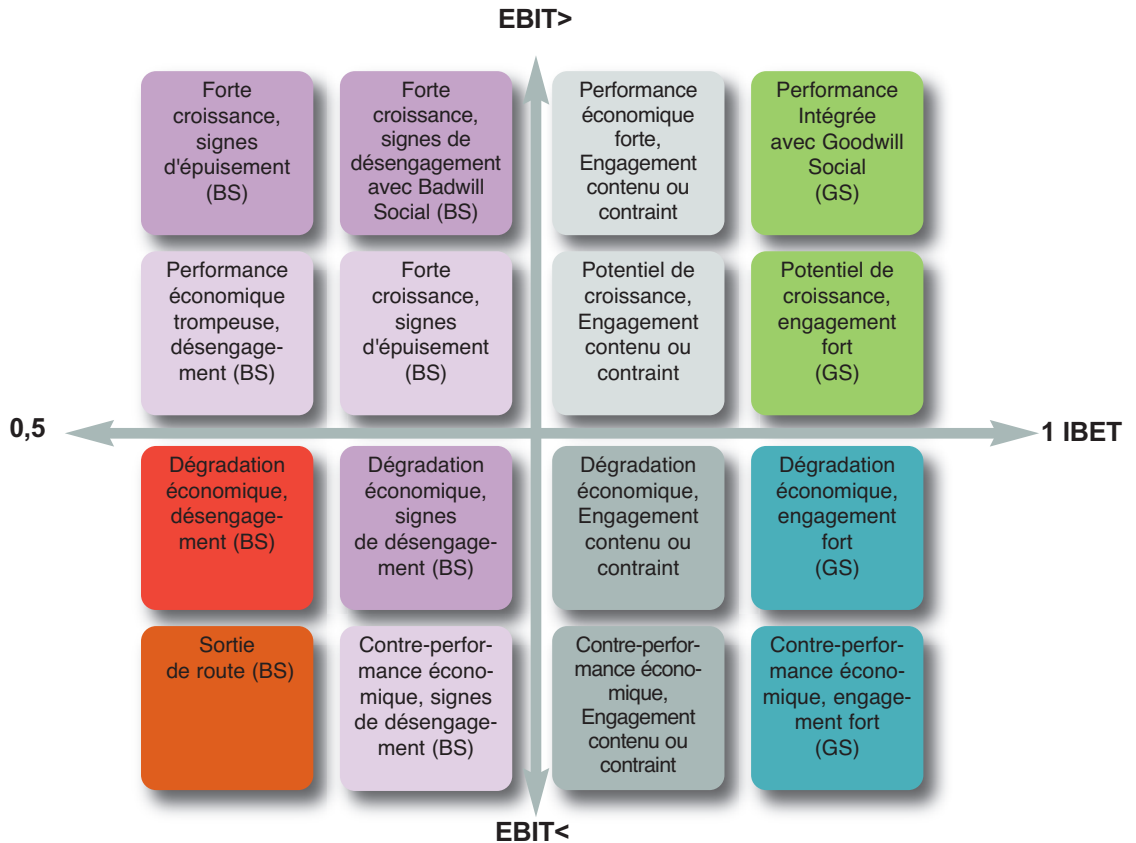 EBIT>
Forte
croissance,
signes
d'épuisement
(BS)
Forte
croissance,
signes de
désengagement
avec Badwill
Social (BS)
Performance
économique
forte,
Engagement
contenu ou
contraint
Performance
Intégrée
avec Goodwill
Social
(GS)
Performance
économique
trompeuse,
désengage-
ment (BS)
Forte
croissance,
signes
d'épuisement
(BS)
Potentiel de
croissance,
Engagement
contenu ou
contraint
Potentiel de
croissance,
engagement
fort
(GS)
0,5
1 IBET
Dégradation
économique,
désengage-
ment (BS)
Dégradation
économique,
signes
de désengage-
ment (BS)
Dégradation
économique,
Engagement
contenu ou
contraint
Dégradation
économique,
engagement
fort
(GS)
Sortie
de route (BS)
Contre-perfor-
mance écono-
mique, signes
de désengage-
ment (BS)
Contre-perfor-
mance écono-
mique,
Engagement
contenu ou
contraint
Contre-perfor-
mance écono-
mique, engage-
ment fort
(GS)
EBIT<